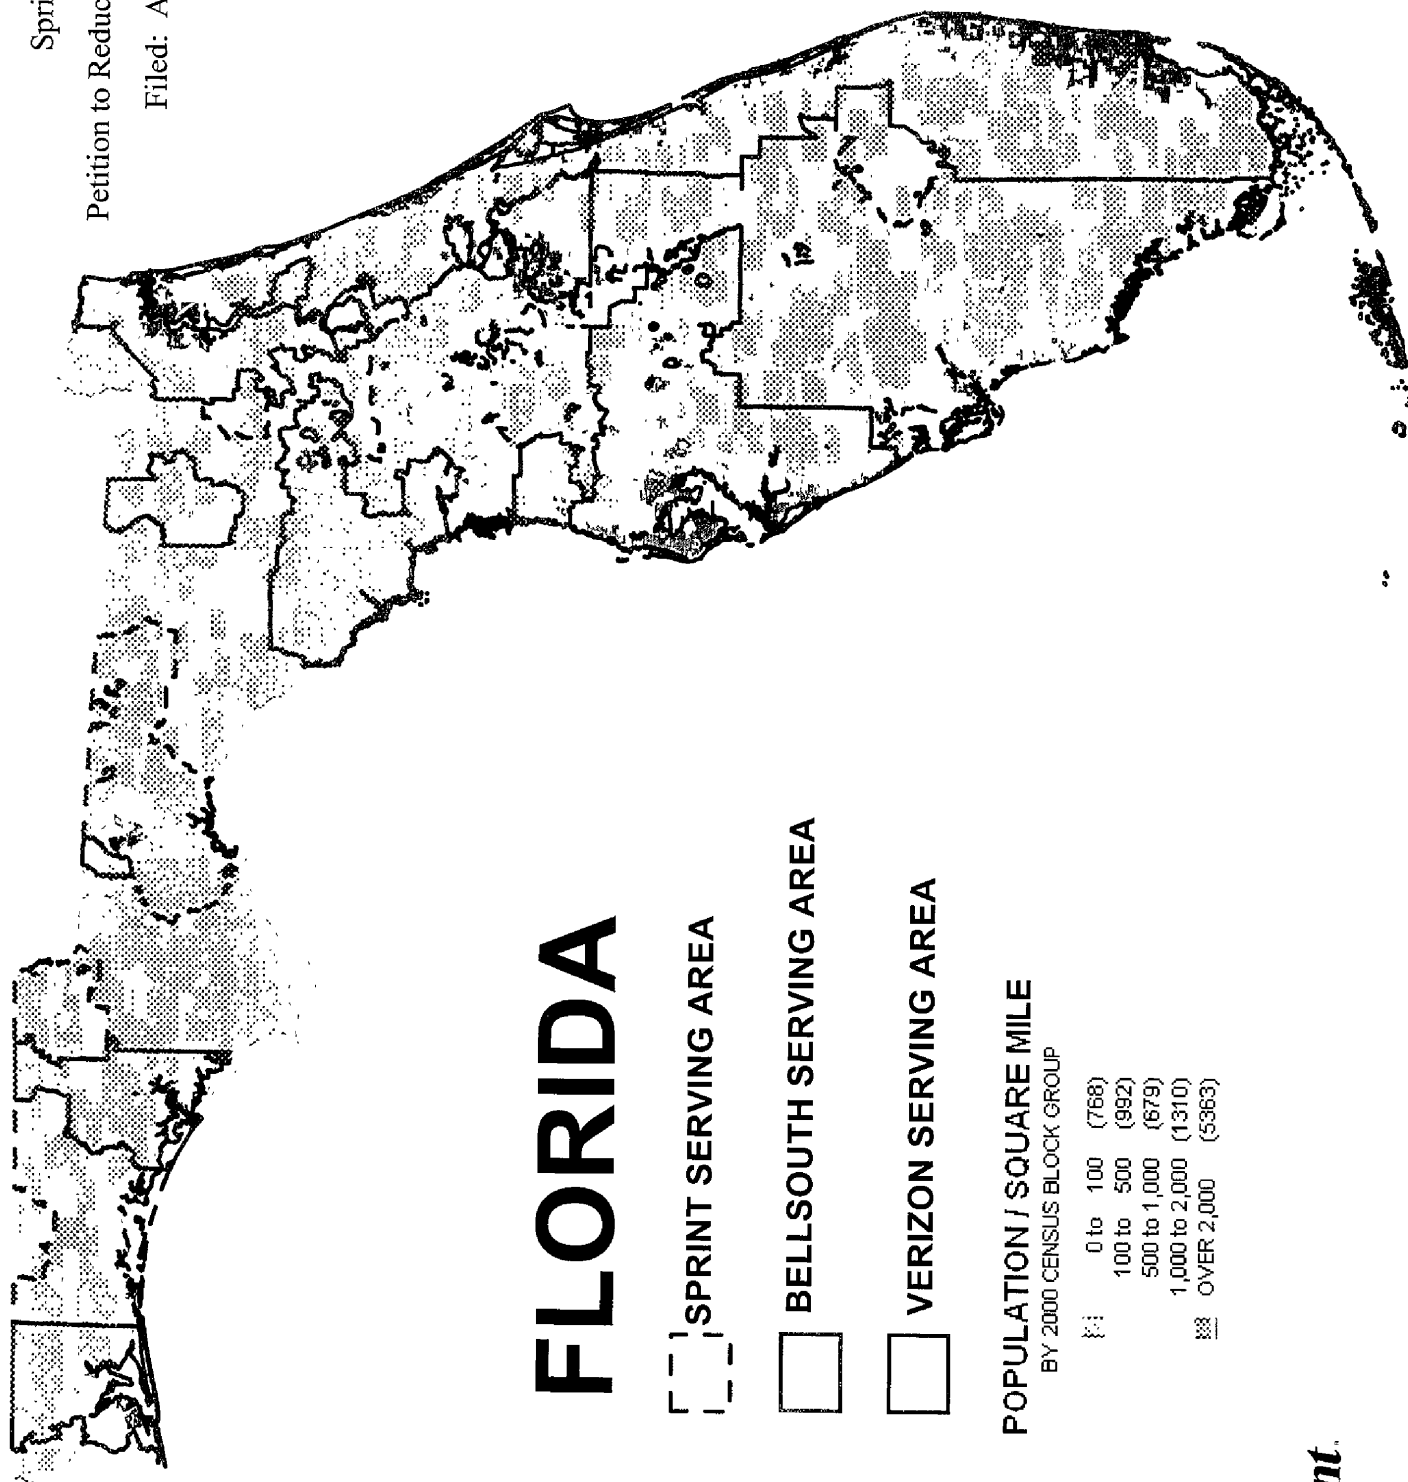 Spri
Petition to Reduc
Filed: A
FLORIDA
SPRINT SERVING AREA
BELLSOUTH SERVING AREA
VERIZON SERVING AREA
POPULATION / SQUARE MILE
BY 2000 CENSUS BLOCK GROUP
0 to 100 (768)
100 to 500 (992)
500 to 1,000 (679)
1,000 to 2,000 (1310)
OVER 2,000 (5363)
nt